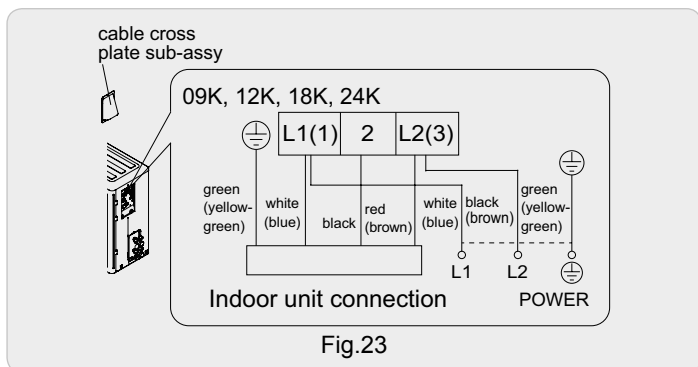 cable cross
plate sub-assy
09K, 12K, 18K, 24K
L1(1) 2 L2(3)
green
(yellow-
green)
white
(blue)
black
red
(brown)
white
(blue)
black
(brown)
green
(yellow-
green)
L1 L2
Indoor unit connection
POWER
Fig.23